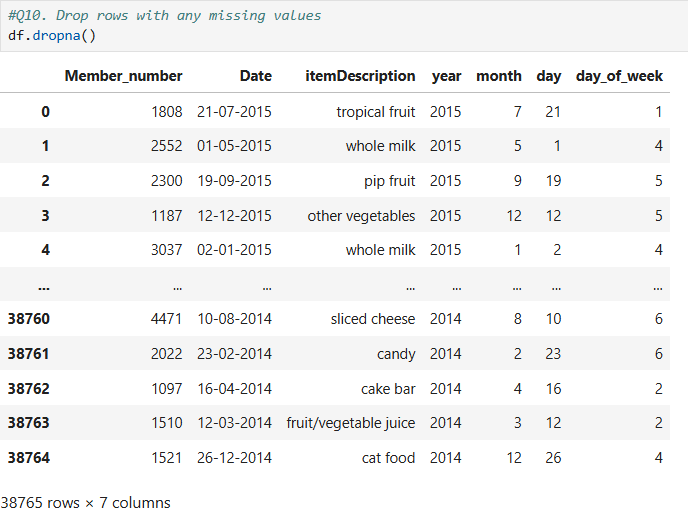 #Q10. Drop rows with any missing values
df.dropna()
Member_number Date itemDescription year month day day_of_week
0 1808 21-07-2015 tropical fruit 2015 7 21 1
1 2552 01-05-2015 whole milk 2015 5 1 4
2 2300 19-09-2015 pip fruit 2015 9 19 5
3 1187 12-12-2015 other vegetables 2015 12 12 5
4 3037 02-01-2015 whole milk 2015 1 2 4
... ... ... ... ... ... ... ...
38760 4471 10-08-2014 sliced cheese 2014 8 10 6
38761 2022 23-02-2014 candy 2014 2 23 6
38762 1097 16-04-2014 cake bar 2014 4 16 2
38763 1510 12-03-2014 fruit/vegetable juice 2014 3 12 2
38764 1521 26-12-2014 cat food 2014 12 26 4
38765 rows × 7 columns